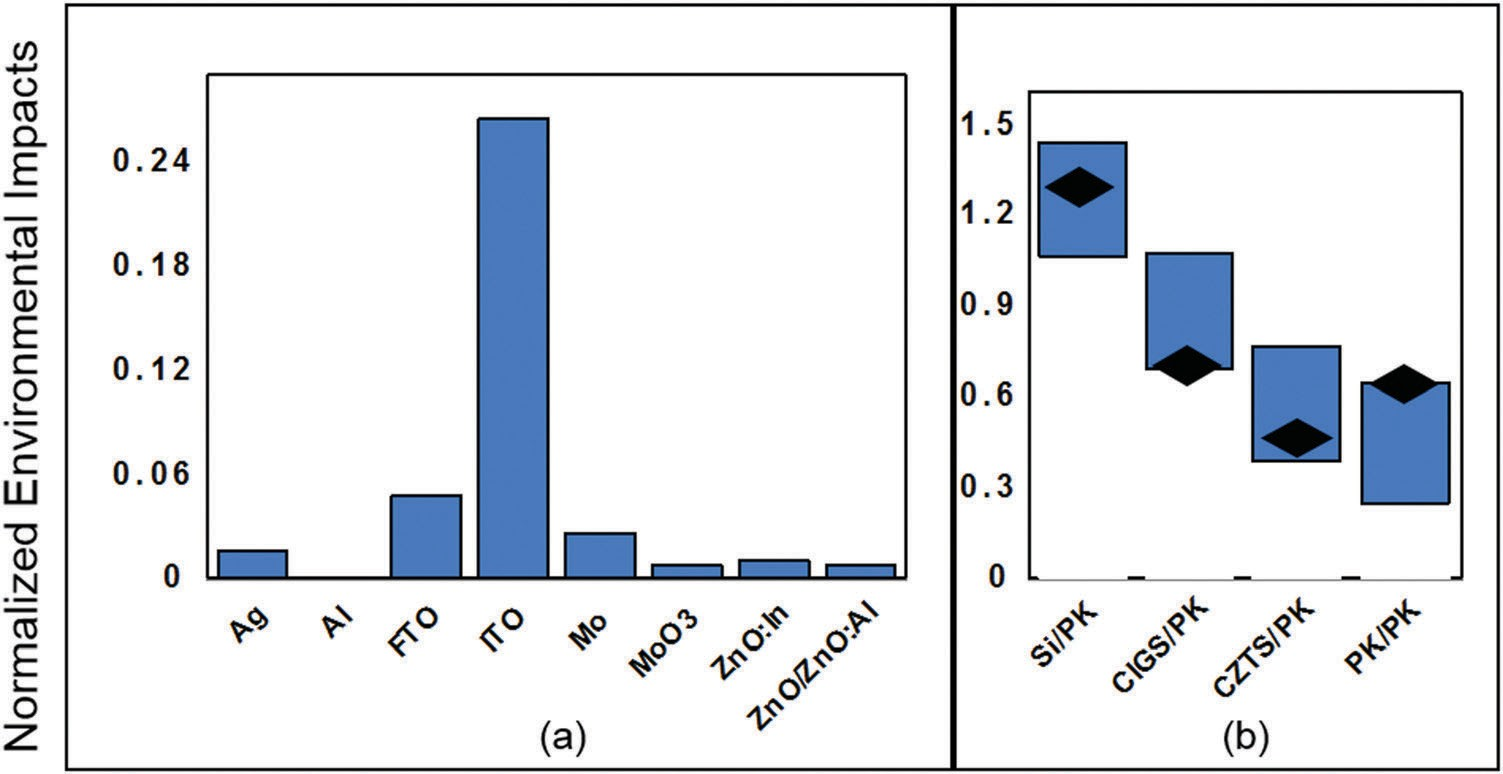 Normalized Environmental Impacts
0.24
0.18
0.12
0.06
0
Ag
Al
FTO
ITO
Mo
MoO3
ZnO:In
ZnO/ZnO:Al
(a)
1.5
1.2
0.9
0.6
0.3
0
Si/PK
CIGS/PK
CZTS/PK
PK/PK
(b)